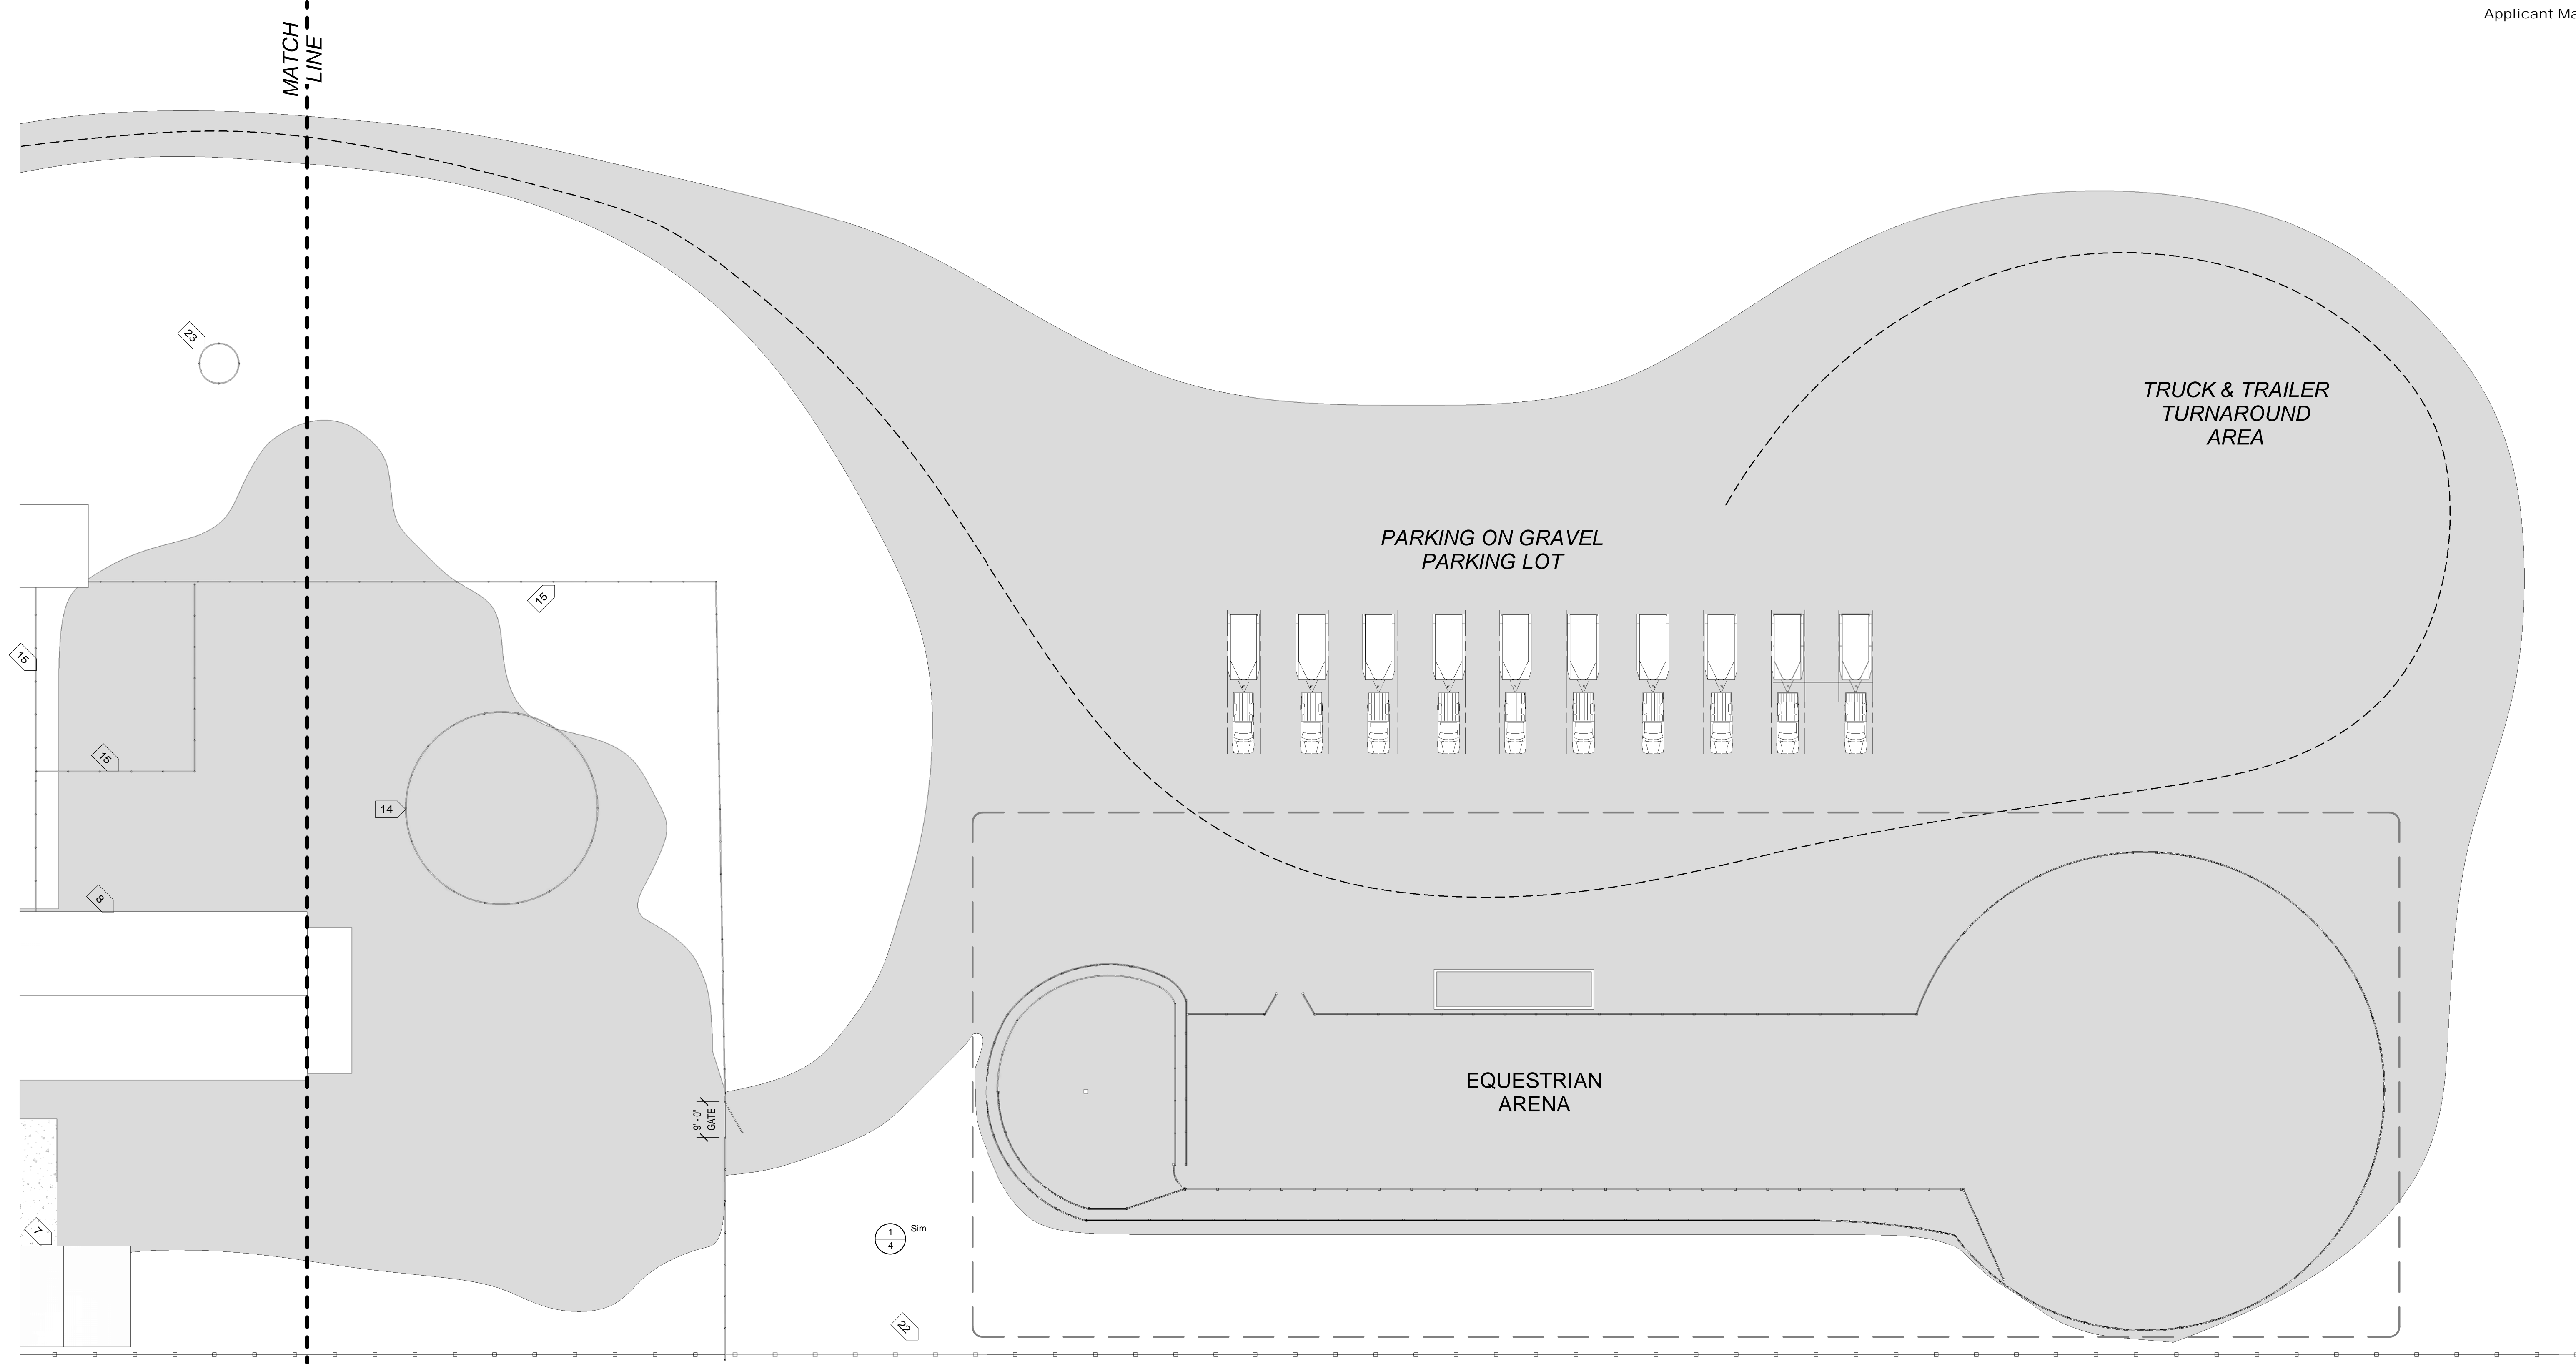 Applicant Ma
MATCH
LINE
23
TRUCK & TRAILER
TURNAROUND
AREA
PARKING ON GRAVEL
PARKING LOT
15
15
15
14
8
EQUESTRIAN
ARENA
9' - 0"
GATE
7
1
Sim
4
22